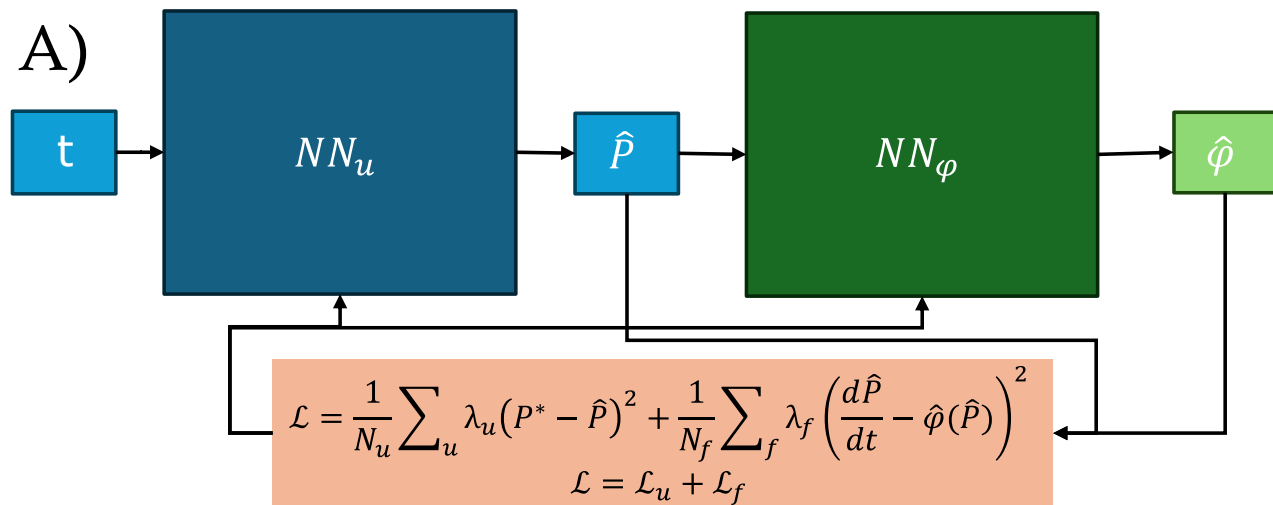 A)
t
NN_u
P̂
NN_φ
φ̂
ℒ = 1/N_u ∑_u λ_u(P* − P̂)² + 1/N_f ∑_f λ_f (dP̂/dt − φ̂(P̂))²
ℒ = ℒ_u + ℒ_f